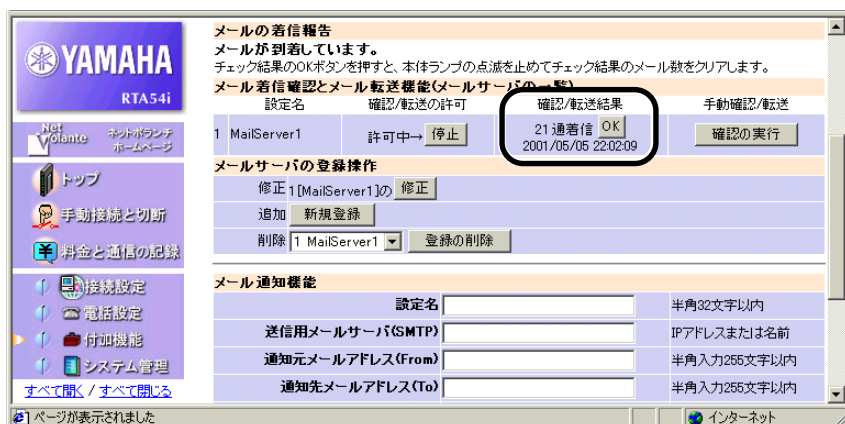 YAMAHA
RTA54i
Net Volante ネットボランチ ホームページ
トップ
手動接続と切断
料金と通信の記録
接続設定
電話設定
付加機能
システム管理
すべて開く / すべて閉じる
メールの着信報告
メールが到着しています。
チェック結果のOKボタンを押すと、本体ランプの点滅を止めてチェック結果のメール数をクリアします。
メール着信確認とメール転送機能(メールサーバの一覧)
設定名 確認/転送の許可 確認/転送結果 手動確認/転送
1 MailServer1 許可中→ 停止 21通着信 OK 確認の実行
2001/05/05 22:02:09
メールサーバの登録操作
修正 1 [MailServer1]の 修正
追加 新規登録
削除 1 MailServer1 登録の削除
メール通知機能
設定名 半角32文字以内
送信用メールサーバ(SMTP) IPアドレスまたは名前
通知元メールアドレス(From) 半角入力255文字以内
通知先メールアドレス(To) 半角入力255文字以内
ページが表示されました インターネット